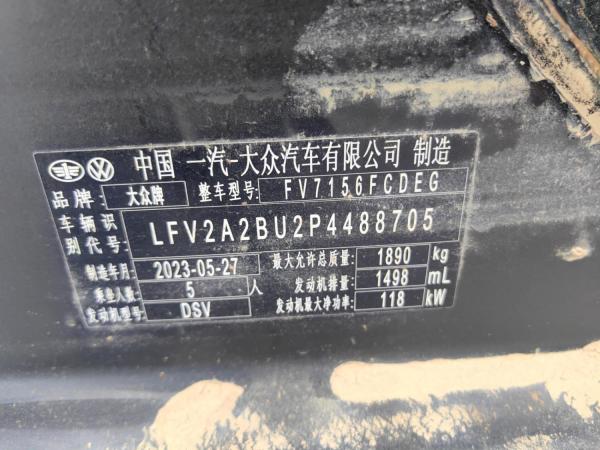 中国 一汽-大众汽车有限公司 制造
品牌: 大众牌 整车型号: FV7156FCDEG
车辆识别代号: LFV2A2BU2P4488705
制造年月: 2023-05-27 最大允许总质量: 1890 kg
乘坐人数: 5 人 发动机排量: 1498 mL
发动机型号: DSV 发动机最大净功率: 118 kW